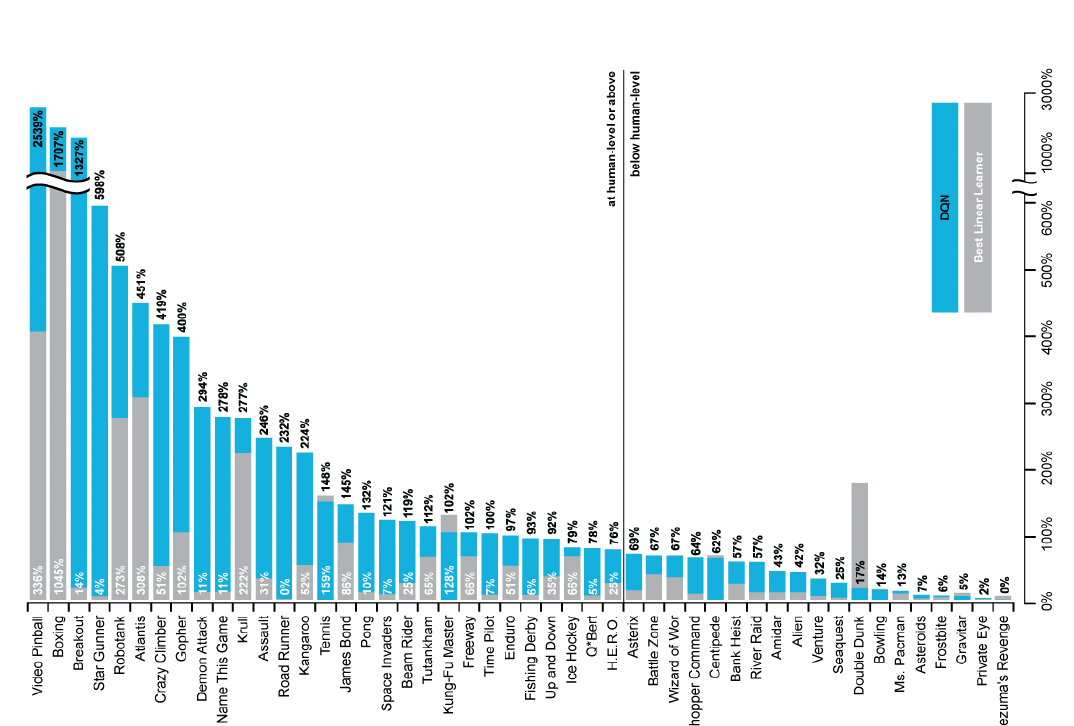 2539%
1707%
1327%
598%
508%
451%
419%
400%
294%
278%
277%
246%
232%
224%
148%
145%
132%
121%
119%
112%
102%
102%
100%
97%
93%
92%
79%
78%
76%
69%
67%
67%
64%
62%
57%
57%
43%
42%
32%
25%
17%
14%
13%
7%
6%
5%
2%
0%
336%
1045%
14%
4%
273%
308%
51%
102%
11%
11%
222%
31%
0%
52%
159%
86%
10%
7%
25%
68%
128%
66%
7%
51%
6%
35%
66%
5%
25%
at human-level or above
below human-level
DQN
Best Linear Learner
3000%
1000%
600%
500%
400%
300%
200%
100%
0%
Video Pinball
Boxing
Breakout
Star Gunner
Robotank
Atlantis
Crazy Climber
Gopher
Demon Attack
Name This Game
Krull
Assault
Road Runner
Kangaroo
Tennis
James Bond
Pong
Space Invaders
Beam Rider
Tutankham
Kung-Fu Master
Freeway
Time Pilot
Enduro
Fishing Derby
Up and Down
Ice Hockey
Q*Bert
H.E.R.O.
Asterix
Battle Zone
Wizard of Wor
hopper Command
Centipede
Bank Heist
River Raid
Amidar
Alien
Venture
Seaquest
Double Dunk
Bowling
Ms. Pacman
Asteroids
Frostbite
Gravitar
Private Eye
ezuma's Revenge